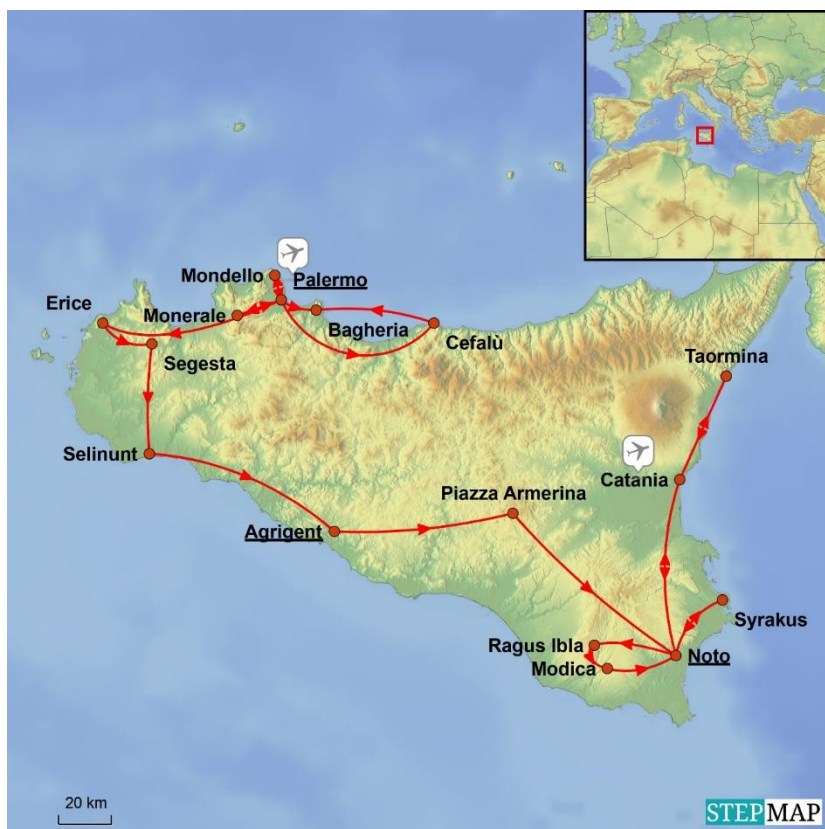 Mondello
Palermo
Erice
Monerale
Bagheria
Cefalù
Segesta
Taormina
Selinunt
Piazza Armerina
Catania
Agrigent
Syrakus
Ragus Ibla
Noto
Modica
20 km
STEPMAP